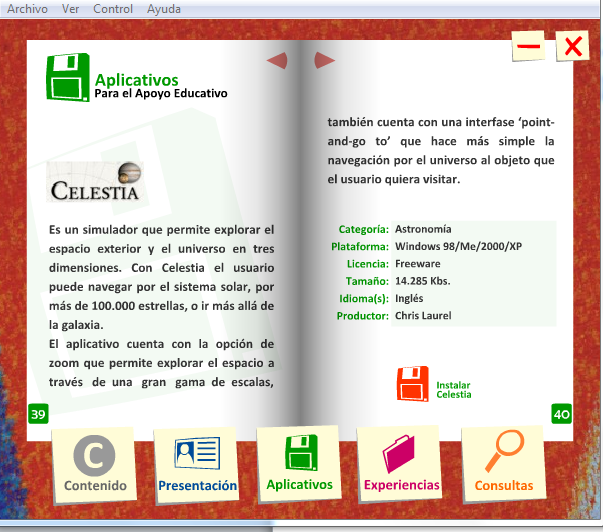 Archivo Ver Control Ayuda
Aplicativos
Para el Apoyo Educativo
CELESTIA
Es un simulador que permite explorar el
espacio exterior y el universo en tres
dimensiones. Con Celestia el usuario
puede navegar por el sistema solar, por
más de 100.000 estrellas, o ir más allá de
la galaxia.
El aplicativo cuenta con la opción de
zoom que permite explorar el espacio a
través de una gran gama de escalas,
39
también cuenta con una interfase ‘point-
and-go to’ que hace más simple la
navegación por el universo al objeto que
el usuario quiera visitar.
Categoría: Astronomía
Plataforma: Windows 98/Me/2000/XP
Licencia: Freeware
Tamaño: 14.285 Kbs.
Idioma(s): Inglés
Productor: Chris Laurel
Instalar
Celestia
40
C
Contenido
Presentación
Aplicativos
Experiencias
Consultas